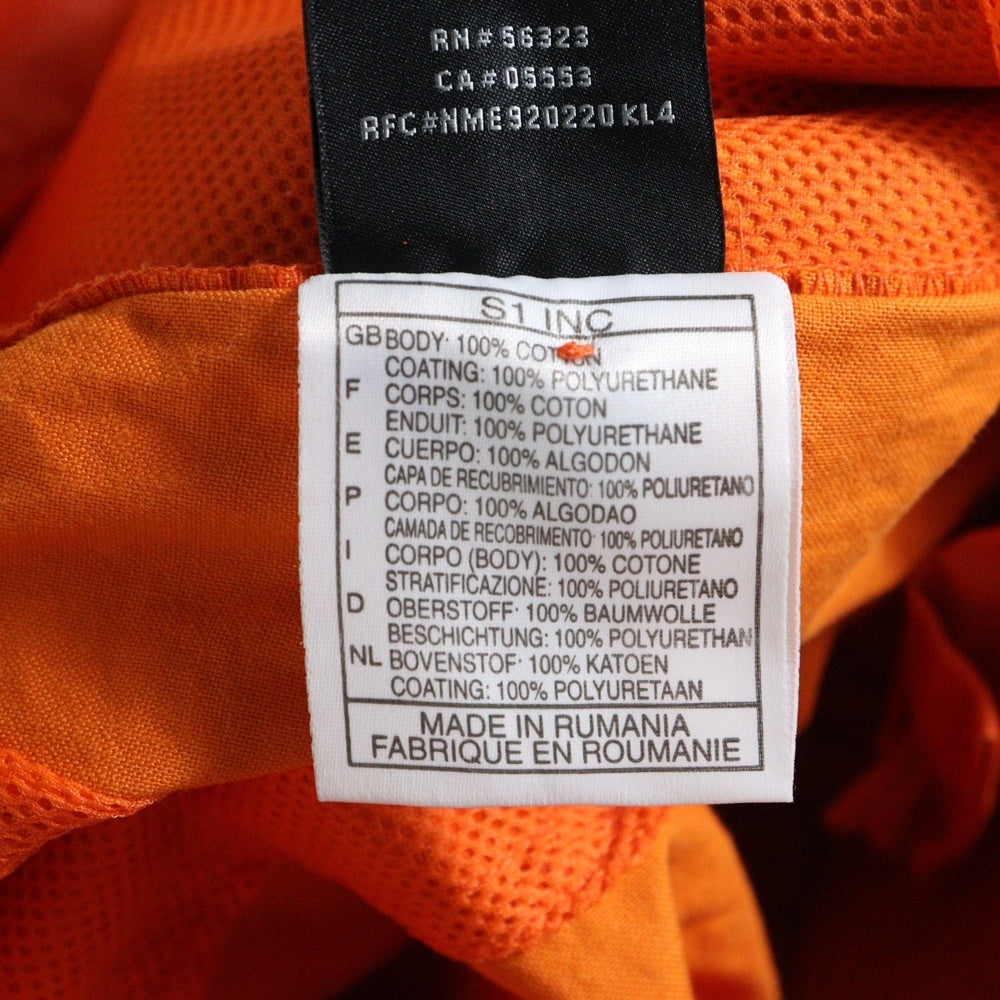 RN # 56323
CA # 05553
RFC#NME920220KL4
S1 INC
GB BODY: 100% COTTON
COATING: 100% POLYURETHANE
F CORPS: 100% COTON
ENDUIT: 100% POLYURETHANE
E CUERPO: 100% ALGODON
CAPA DE RECUBRIMIENTO: 100% POLIURETANO
P CORPO: 100% ALGODAO
CAMADA DE RECOBRIMENTO: 100% POLIURETANO
I CORPO (BODY): 100% COTONE
STRATIFICAZIONE: 100% POLIURETANO
D OBERSTOFF: 100% BAUMWOLLE
BESCHICHTUNG: 100% POLYURETHAN
NL BOVENSTOF: 100% KATOEN
COATING: 100% POLYURETAAN
MADE IN RUMANIA
FABRIQUE EN ROUMANIE